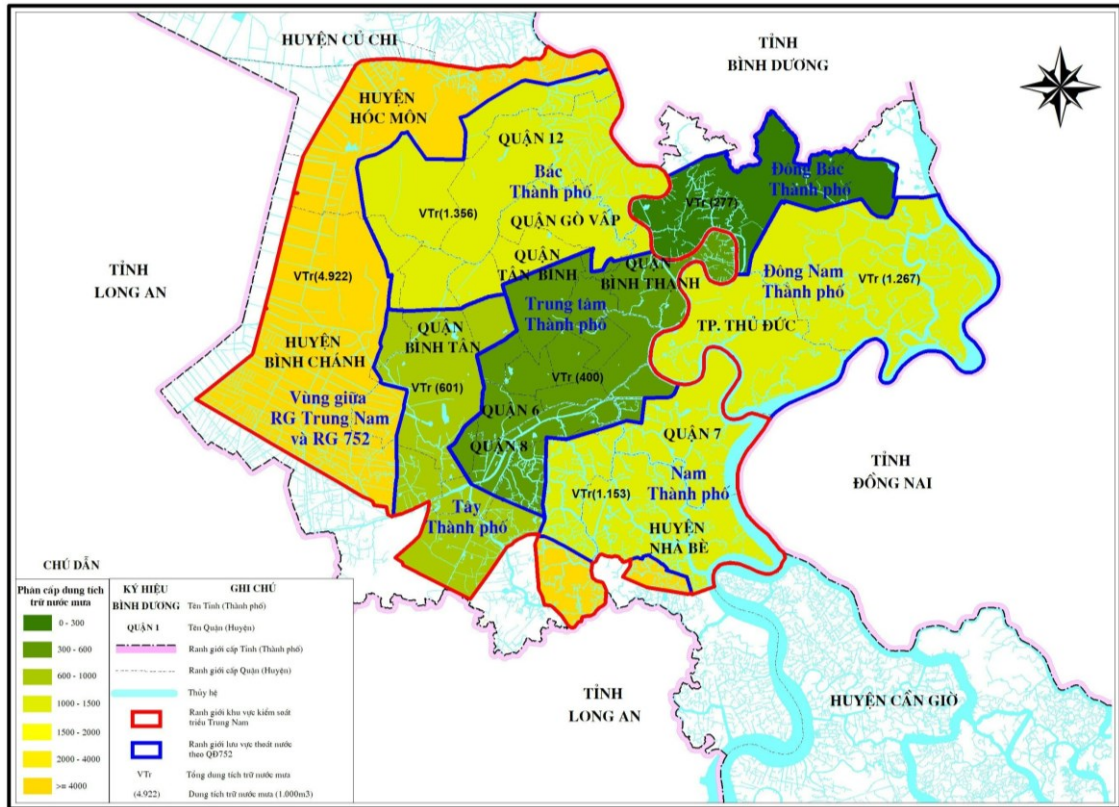 HUYỆN CỦ CHI
TỈNH
BÌNH DƯƠNG
HUYỆN
HÓC MÔN
QUẬN 12
Bắc
Thành phố
Đông Bắc
Thành phố
VTr (277)
VTr(1.356)
QUẬN GÒ VẤP
QUẬN
TÂN BÌNH
QUẬN
BÌNH THẠNH
TỈNH
LONG AN
VTr(4.922)
Đông Nam
Thành phố
VTr (1.267)
Trung tâm
Thành phố
TP. THỦ ĐỨC
QUẬN
BÌNH TÂN
HUYỆN
BÌNH CHÁNH
VTr (601)
VTr (400)
Vùng giữa
RG Trung Nam
và RG 752
QUẬN 6
QUẬN 8
QUẬN 7
Nam
Thành phố
VTr(1.153)
TỈNH
ĐỒNG NAI
Tây
Thành phố
HUYỆN
NHÀ BÈ
TỈNH
LONG AN
HUYỆN CẦN GIỜ
CHÚ DẪN
Phân cấp dung tích
trữ nước mưa
0 - 300
300 - 600
600 - 1000
1000 - 1500
1500 - 2000
2000 - 4000
>= 4000
KÝ HIỆU GHI CHÚ
BÌNH DƯƠNG Tên Tỉnh (Thành phố)
QUẬN 1 Tên Quận (Huyện)
Ranh giới cấp Tỉnh (Thành phố)
Ranh giới cấp Quận (Huyện)
Thủy hệ
Ranh giới khu vực kiểm soát
triều Trung Nam
Ranh giới lưu vực thoát nước
theo QĐ752
VTr Tổng dung tích trữ nước mưa
(4.922) Dung tích trữ nước mưa (1.000m3)